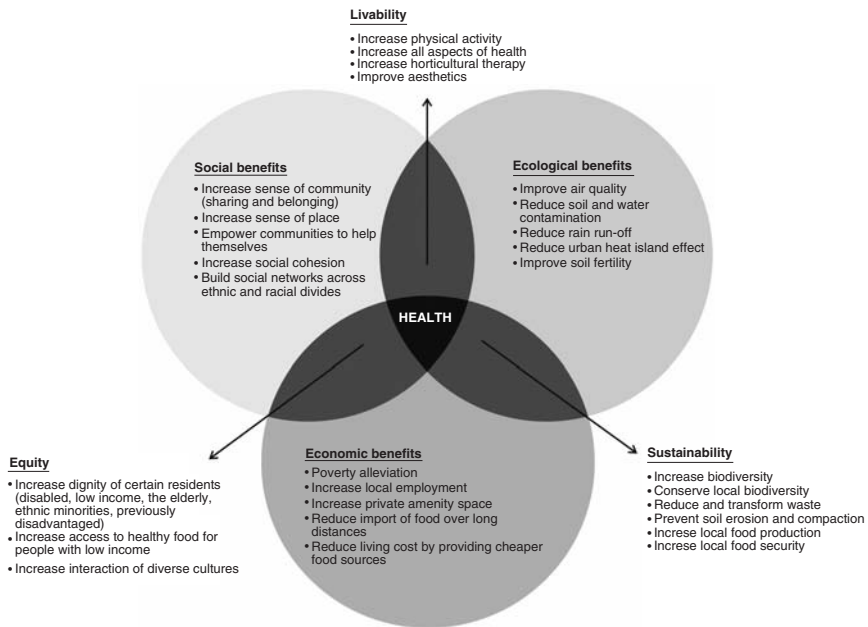 Livability
• Increase physical activity
• Increase all aspects of health
• Increase horticultural therapy
• Improve aesthetics
Social benefits
• Increase sense of community
(sharing and belonging)
• Increase sense of place
• Empower communities to help
themselves
• Increase social cohesion
• Build social networks across
ethnic and racial divides
Ecological benefits
• Improve air quality
• Reduce soil and water
contamination
• Reduce rain run-off
• Reduce urban heat island effect
• Improve soil fertility
HEALTH
Equity
• Increase dignity of certain residents
(disabled, low income, the elderly,
ethnic minorities, previously
disadvantaged)
• Increase access to healthy food for
people with low income
• Increase interaction of diverse cultures
Economic benefits
• Poverty alleviation
• Increase local employment
• Increase private amenity space
• Reduce import of food over long
distances
• Reduce living cost by providing cheaper
food sources
Sustainability
• Increase biodiversity
• Conserve local biodiversity
• Reduce and transform waste
• Prevent soil erosion and compaction
• Increse local food production
• Increse local food security